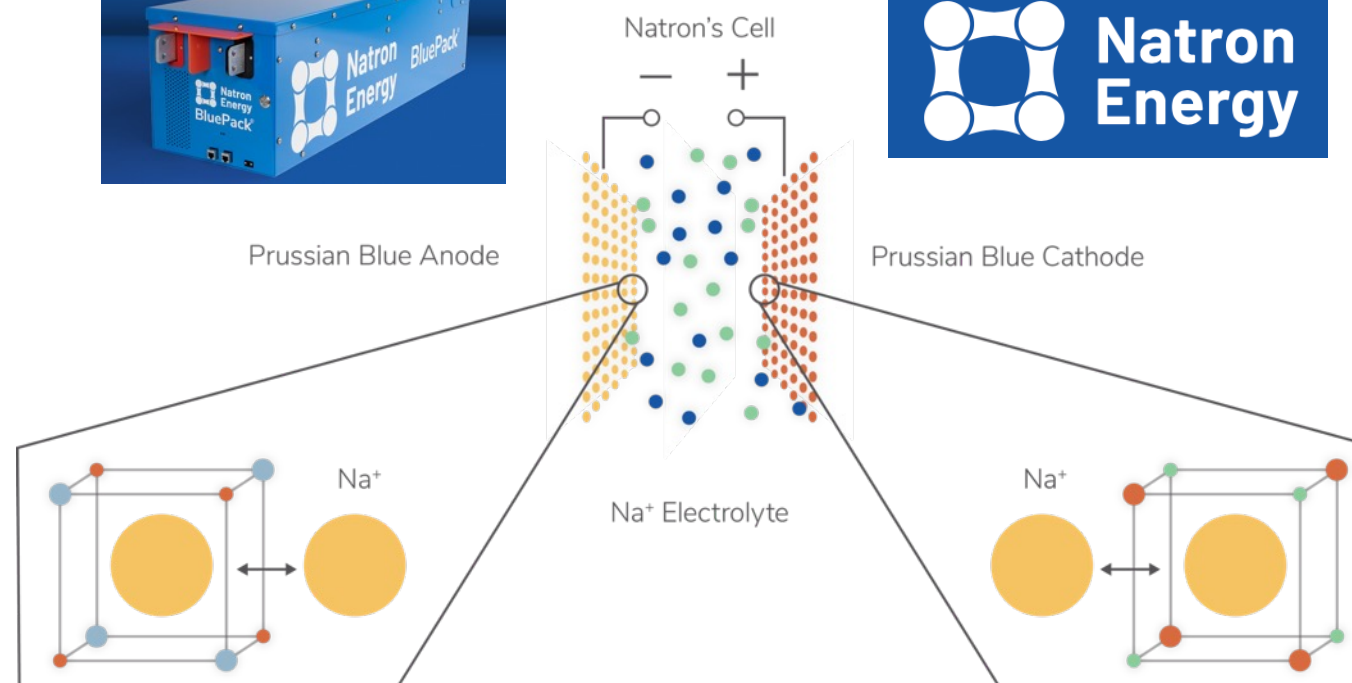 Natron
Energy
BluePack®
Natron
Energy
BluePack®
Natron's Cell
− +
Natron
Energy
Prussian Blue Anode
Prussian Blue Cathode
Na⁺
Na⁺ Electrolyte
Na⁺